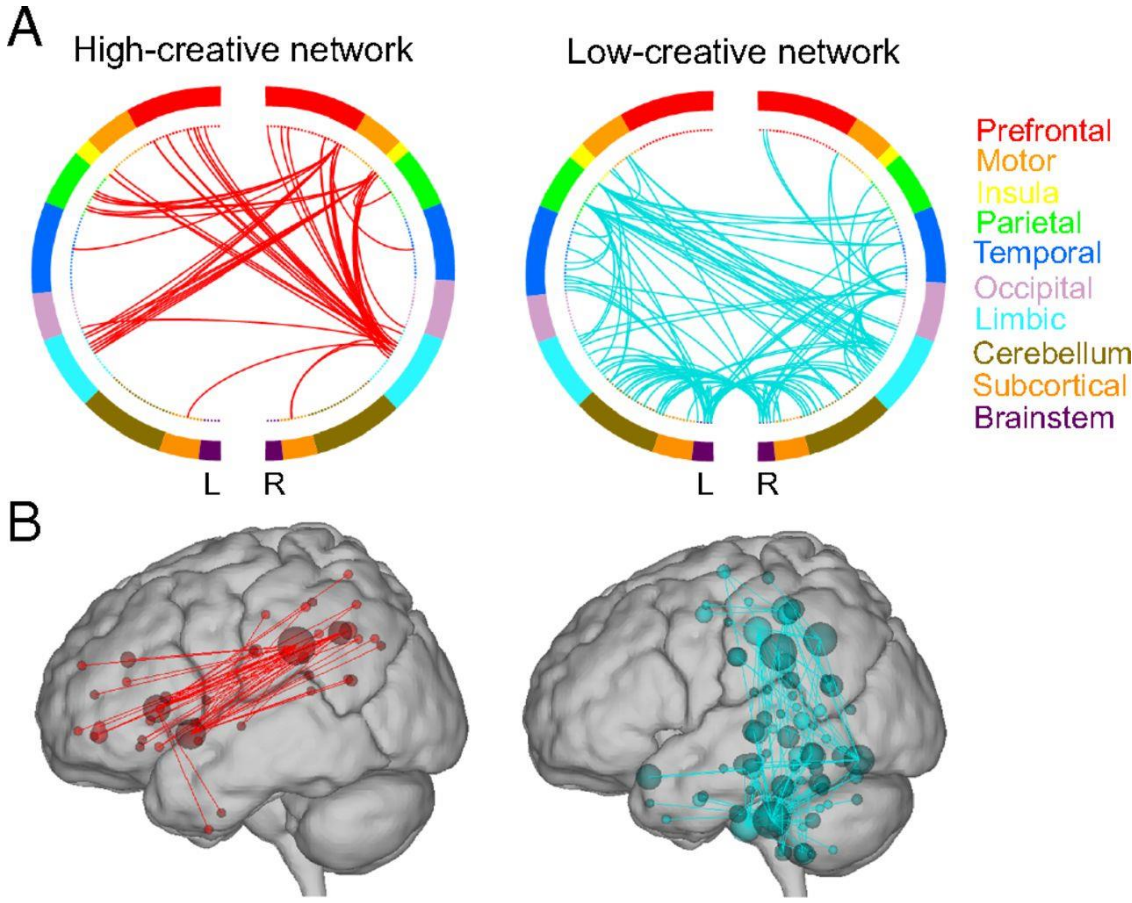 A
High-creative network
Low-creative network
Prefrontal
Motor
Insula
Parietal
Temporal
Occipital
Limbic
Cerebellum
Subcortical
Brainstem
L R
L R
B